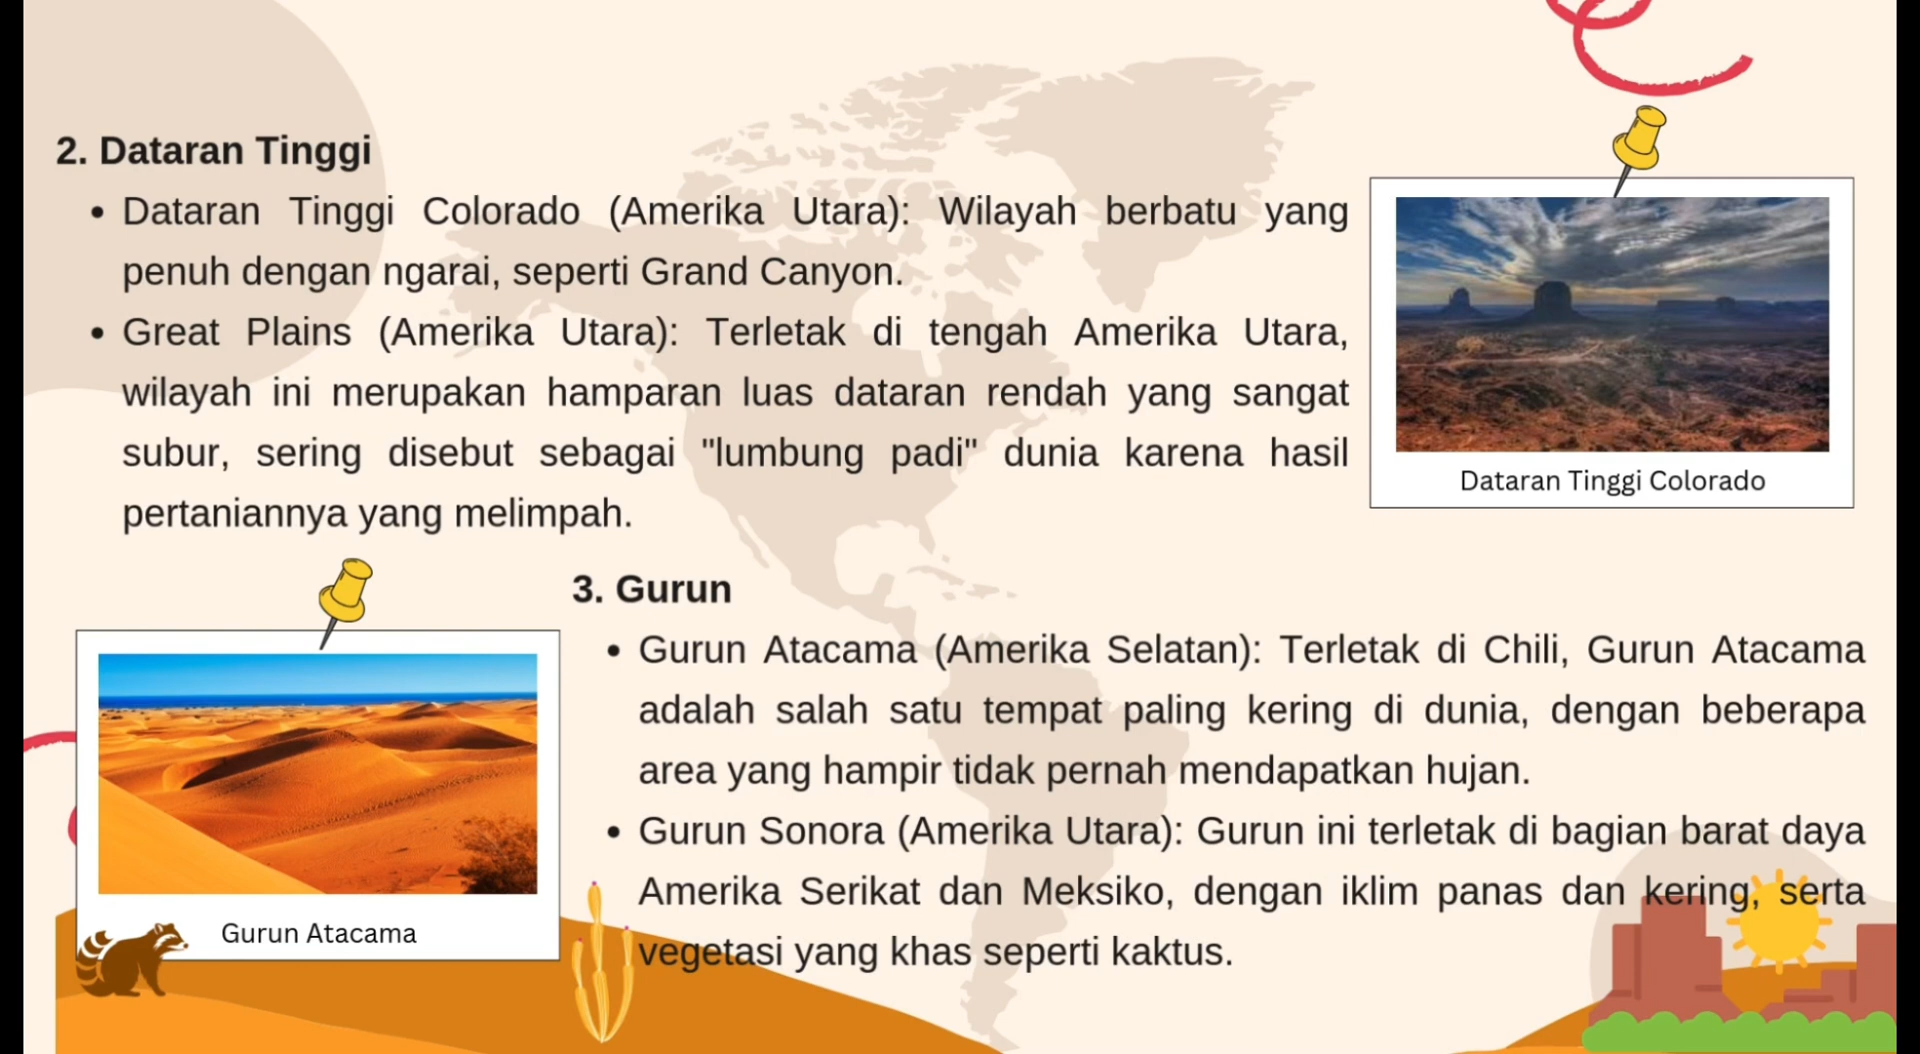 2. Dataran Tinggi
• Dataran Tinggi Colorado (Amerika Utara): Wilayah berbatu yang
penuh dengan ngarai, seperti Grand Canyon.
• Great Plains (Amerika Utara): Terletak di tengah Amerika Utara,
wilayah ini merupakan hamparan luas dataran rendah yang sangat
subur, sering disebut sebagai "lumbung padi" dunia karena hasil
pertaniannya yang melimpah.
Dataran Tinggi Colorado
3. Gurun
• Gurun Atacama (Amerika Selatan): Terletak di Chili, Gurun Atacama
adalah salah satu tempat paling kering di dunia, dengan beberapa
area yang hampir tidak pernah mendapatkan hujan.
• Gurun Sonora (Amerika Utara): Gurun ini terletak di bagian barat daya
Amerika Serikat dan Meksiko, dengan iklim panas dan kering, serta
vegetasi yang khas seperti kaktus.
Gurun Atacama